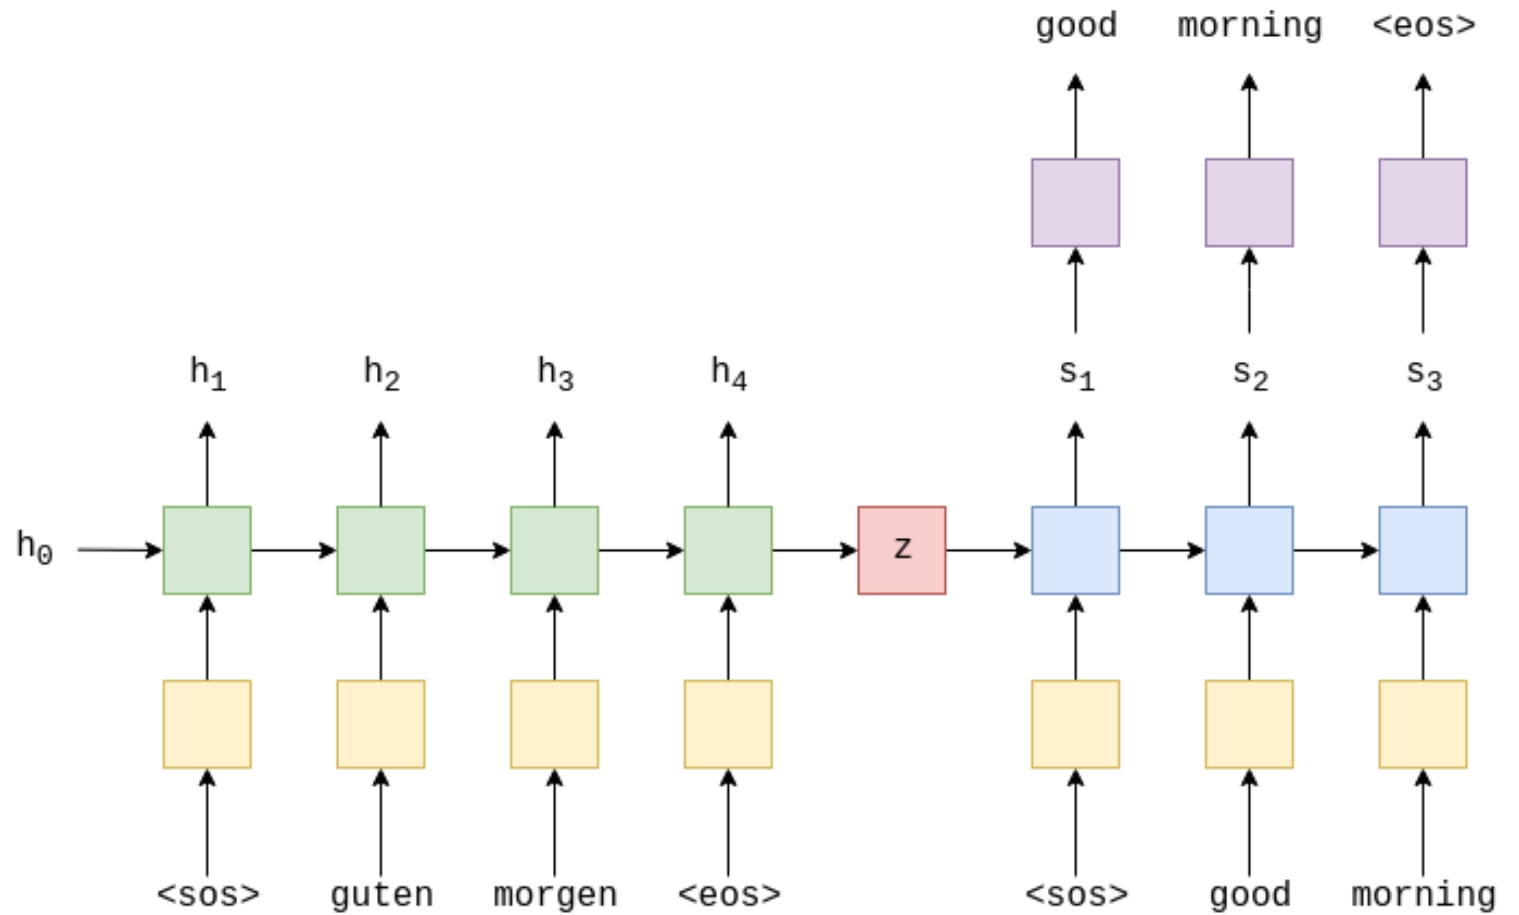 good morning <eos>
h₁ h₂ h₃ h₄ s₁ s₂ s₃
h₀ z
<sos> guten morgen <eos> <sos> good morning